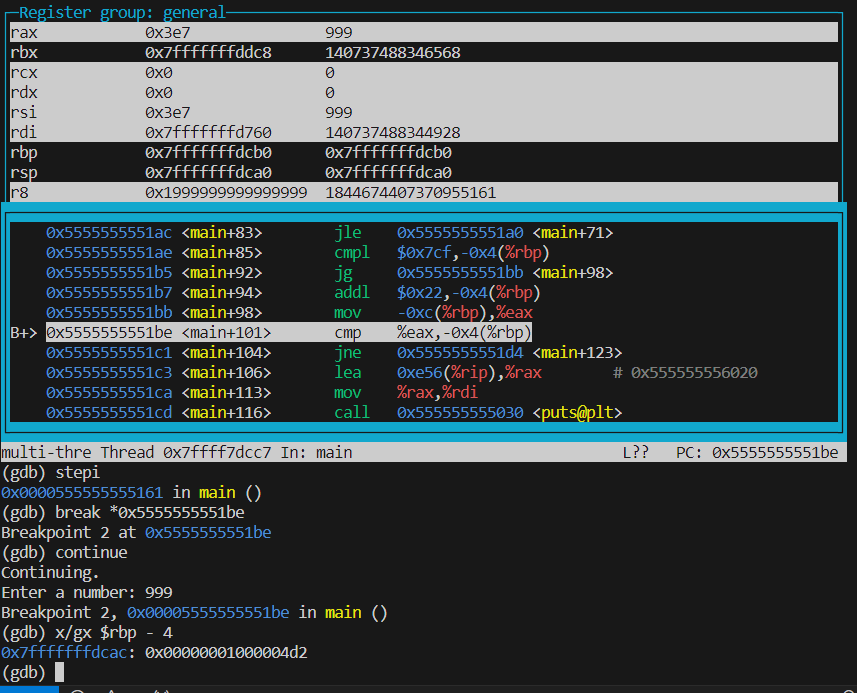 Register group: general
rax 0x3e7 999
rbx 0x7fffffffddc8 140737488346568
rcx 0x0 0
rdx 0x0 0
rsi 0x3e7 999
rdi 0x7fffffffd760 140737488344928
rbp 0x7fffffffdcb0 0x7fffffffdcb0
rsp 0x7fffffffdca0 0x7fffffffdca0
r8 0x1999999999999999 1844674407370955161
0x5555555551ac <main+83> jle 0x5555555551a0 <main+71>
0x5555555551ae <main+85> cmpl $0x7cf,-0x4(%rbp)
0x5555555551b5 <main+92> jg 0x5555555551bb <main+98>
0x5555555551b7 <main+94> addl $0x22,-0x4(%rbp)
0x5555555551bb <main+98> mov -0xc(%rbp),%eax
B+> 0x5555555551be <main+101> cmp %eax,-0x4(%rbp)
0x5555555551c1 <main+104> jne 0x5555555551d4 <main+123>
0x5555555551c3 <main+106> lea 0xe56(%rip),%rax # 0x555555556020
0x5555555551ca <main+113> mov %rax,%rdi
0x5555555551cd <main+116> call 0x555555555030 <puts@plt>
multi-thre Thread 0x7ffff7dcc7 In: main L?? PC: 0x5555555551be
(gdb) stepi
0x0000555555555161 in main ()
(gdb) break *0x5555555551be
Breakpoint 2 at 0x5555555551be
(gdb) continue
Continuing.
Enter a number: 999
Breakpoint 2, 0x00005555555551be in main ()
(gdb) x/gx $rbp - 4
0x7fffffffdcac: 0x00000001000004d2
(gdb)